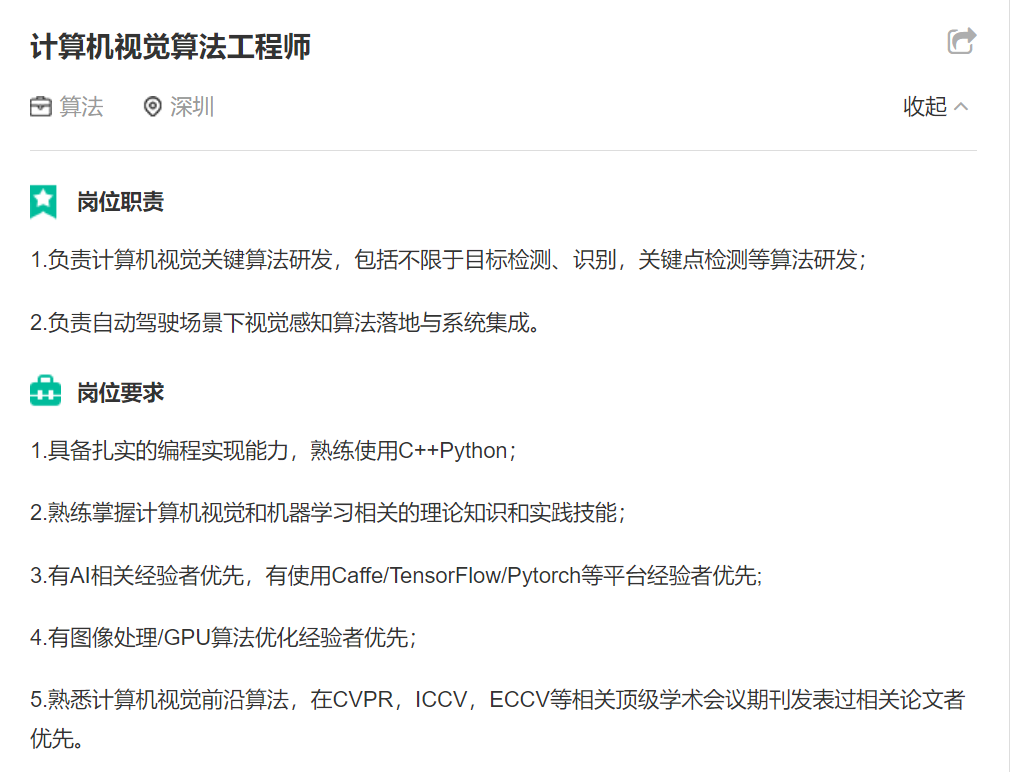 计算机视觉算法工程师
算法 深圳 收起
岗位职责
1.负责计算机视觉关键算法研发，包括不限于目标检测、识别，关键点检测等算法研发；
2.负责自动驾驶场景下视觉感知算法落地与系统集成。
岗位要求
1.具备扎实的编程实现能力，熟练使用C++Python；
2.熟练掌握计算机视觉和机器学习相关的理论知识和实践技能；
3.有AI相关经验者优先，有使用Caffe/TensorFlow/Pytorch等平台经验者优先;
4.有图像处理/GPU算法优化经验者优先；
5.熟悉计算机视觉前沿算法，在CVPR，ICCV，ECCV等相关顶级学术会议期刊发表过相关论文者
优先。